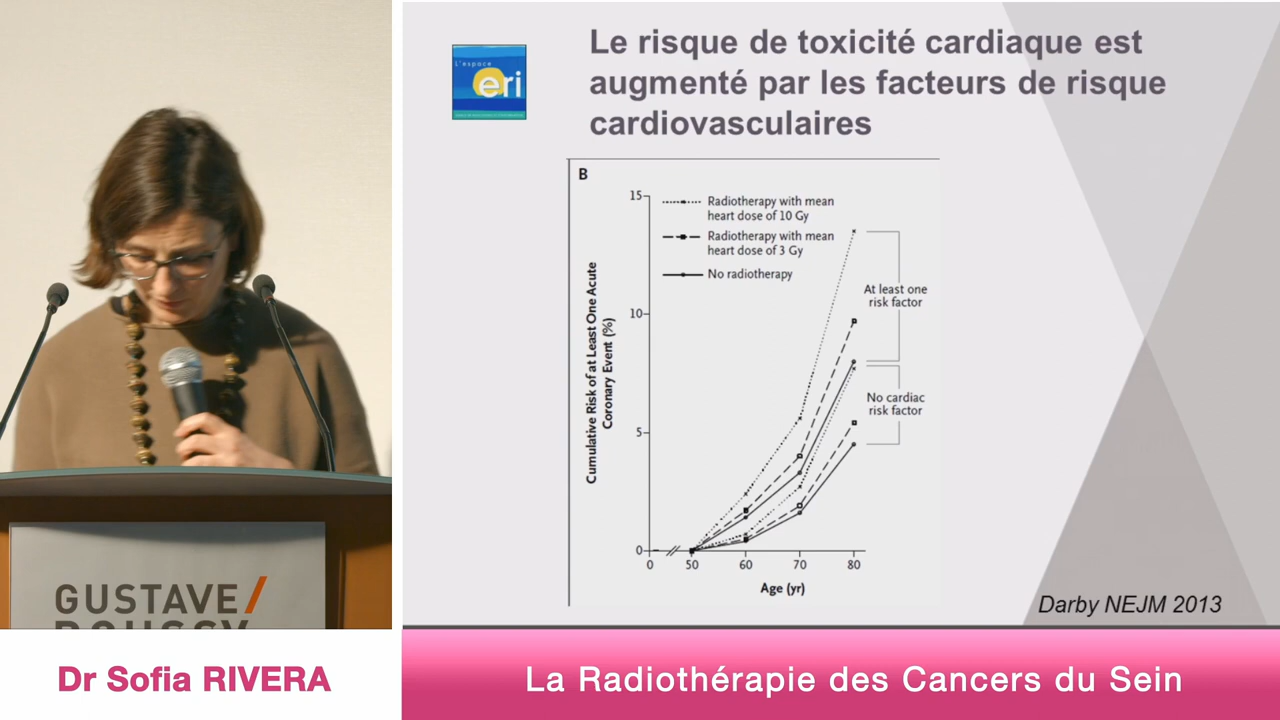 L'espace
eri
Le risque de toxicité cardiaque est
augmenté par les facteurs de risque
cardiovasculaires
B
Cumulative Risk of at Least One Acute
Coronary Event (%)
15
10
5
0
Radiotherapy with mean
heart dose of 10 Gy
Radiotherapy with mean
heart dose of 3 Gy
No radiotherapy
At least one
risk factor
No cardiac
risk factor
0 50 60 70 80
Age (yr)
Darby NEJM 2013
GUSTAVE/
ROUSSY
Dr Sofia RIVERA
La Radiothérapie des Cancers du Sein